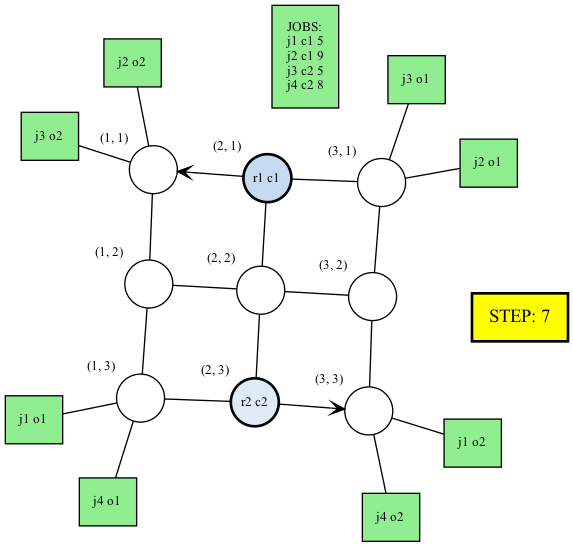 JOBS:
j1 c1 5
j2 c1 9
j3 c2 5
j4 c2 8
j2 o2
j3 o1
j3 o2
(1, 1)
(2, 1)
(3, 1)
j2 o1
r1 c1
(1, 2)
(2, 2)
(3, 2)
STEP: 7
(1, 3)
(2, 3)
(3, 3)
r2 c2
j1 o1
j1 o2
j4 o1
j4 o2